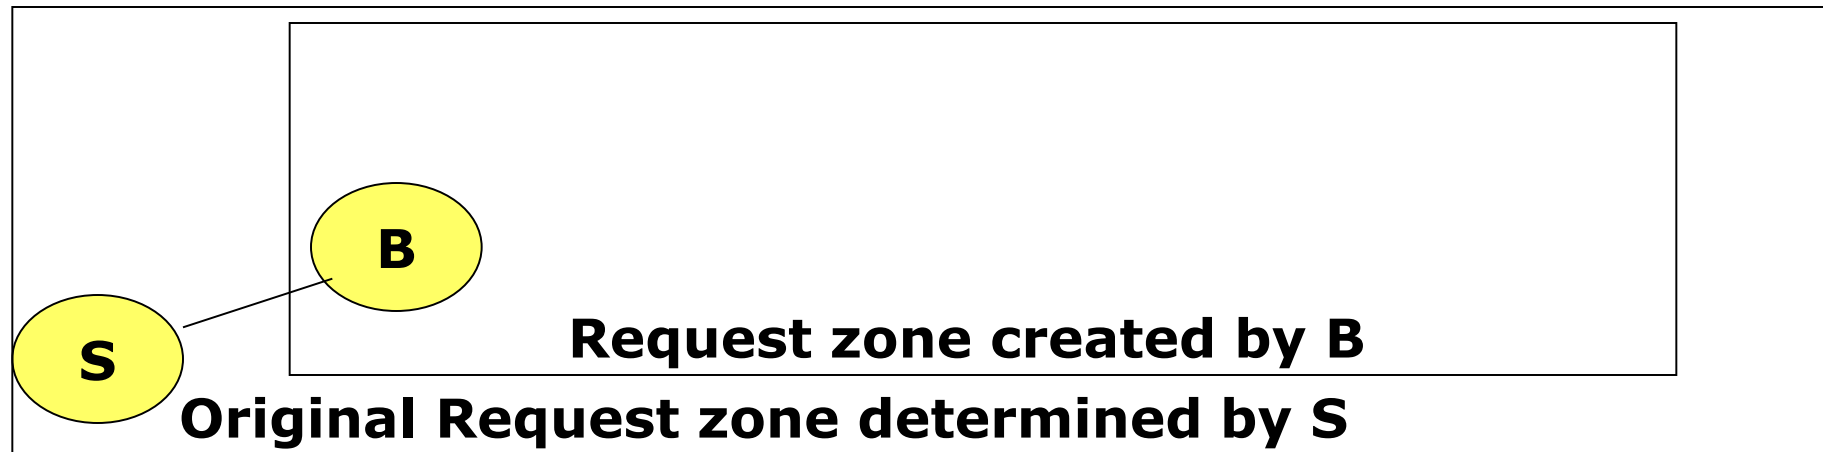 B
S
Request zone created by B
Original Request zone determined by S